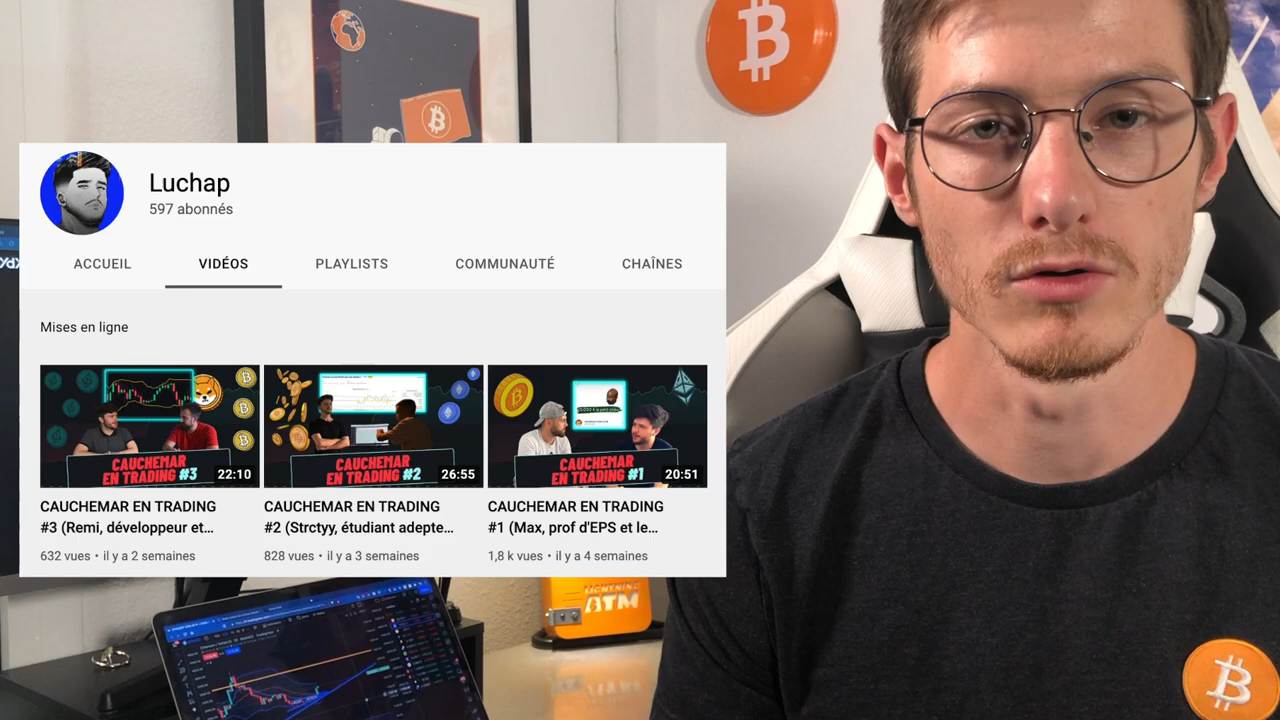 Luchap
597 abonnés
ACCUEIL VIDÉOS PLAYLISTS COMMUNAUTÉ CHAÎNES
Mises en ligne
CAUCHEMAR
EN TRADING #3
22:10
CAUCHEMAR
EN TRADING #2
26:55
CAUCHEMAR
EN TRADING #1
20:51
CAUCHEMAR EN TRADING
#3 (Remi, développeur et…
632 vues • il y a 2 semaines
CAUCHEMAR EN TRADING
#2 (Strctyy, étudiant adepte…
828 vues • il y a 3 semaines
CAUCHEMAR EN TRADING
#1 (Max, prof d'EPS et le…
1,8 k vues • il y a 4 semaines
LIGHTNING
ATM